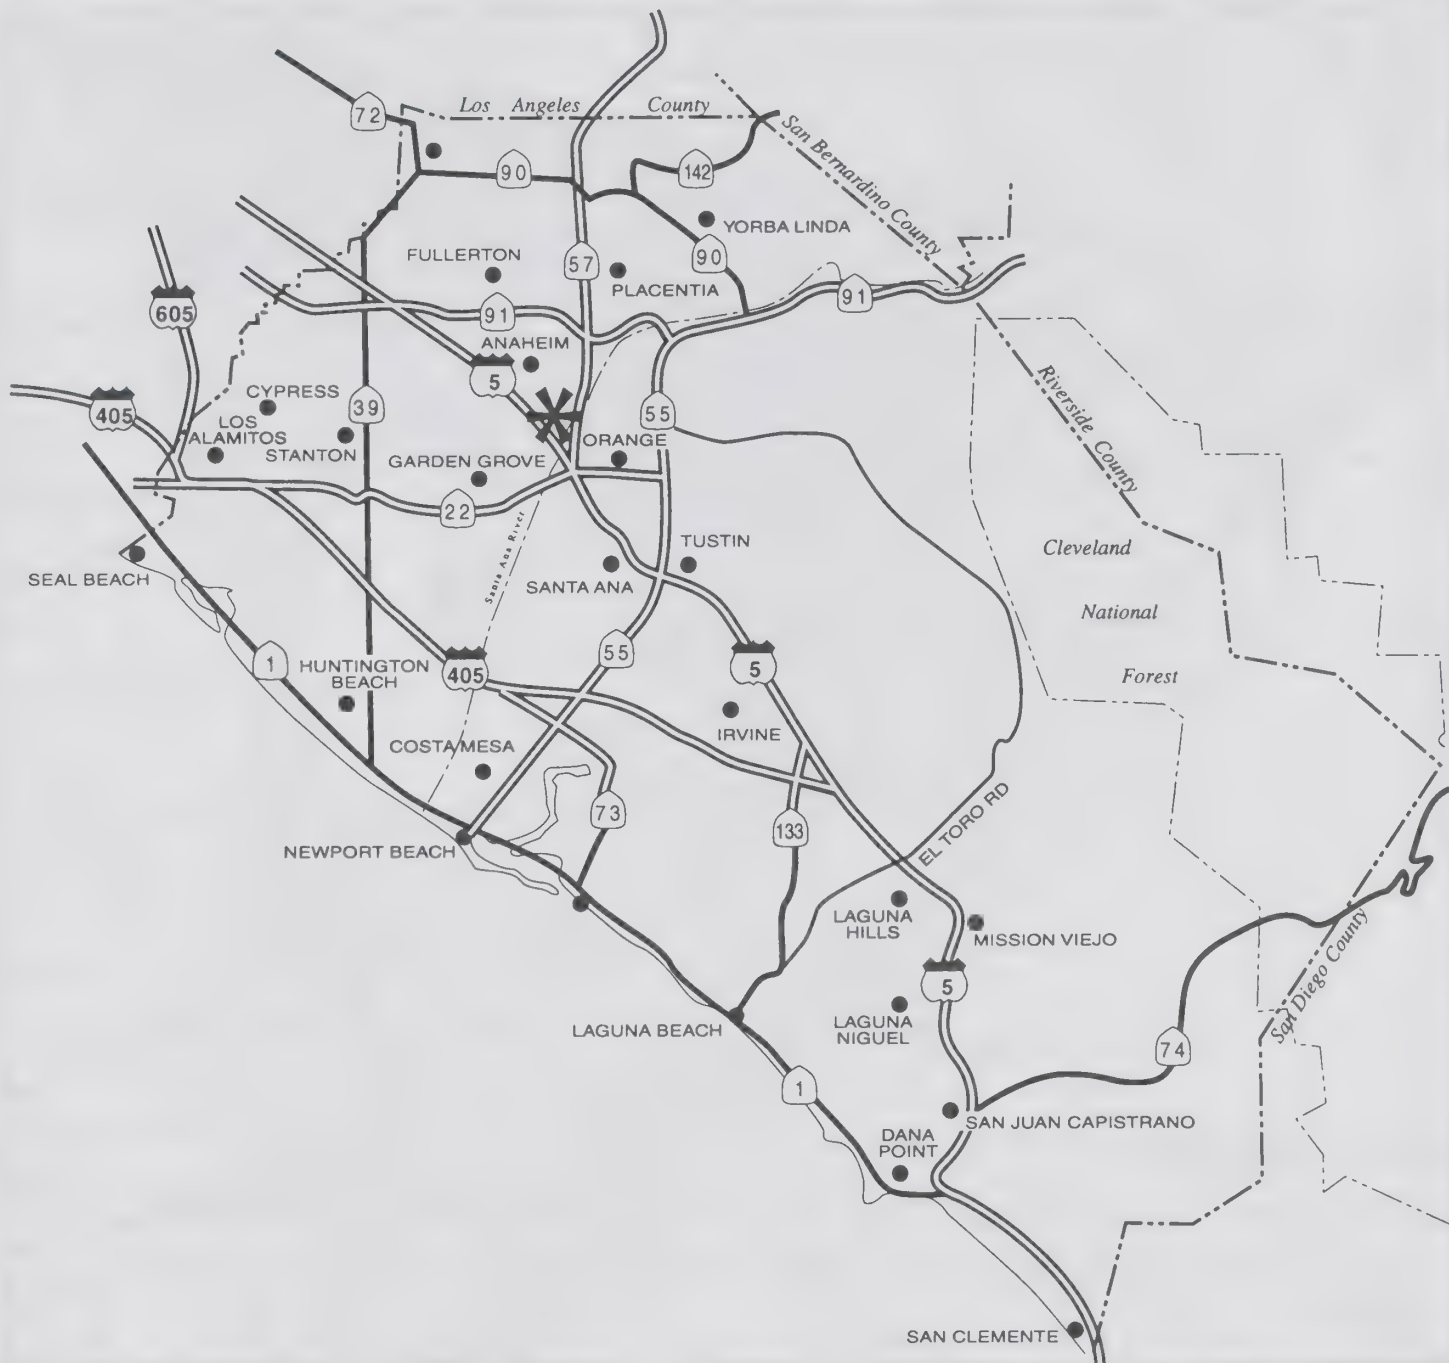 Los Angeles County
72
San Bernardino County
90
142
YORBA LINDA
FULLERTON
57
90
PLACENTIA
91
605
91
ANAHEIM
5
Riverside County
CYPRESS
405
39
55
LOS
ALAMITOS
STANTON
ORANGE
GARDEN GROVE
22
Santa Ana River
TUSTIN
Cleveland
SEAL BEACH
SANTA ANA
National
55
1
HUNTINGTON
BEACH
405
5
Forest
IRVINE
COSTA MESA
73
EL TORO RD
133
NEWPORT BEACH
LAGUNA
HILLS
MISSION VIEJO
San Diego County
5
LAGUNA BEACH
LAGUNA
NIGUEL
74
1
SAN JUAN CAPISTRANO
DANA
POINT
SAN CLEMENTE